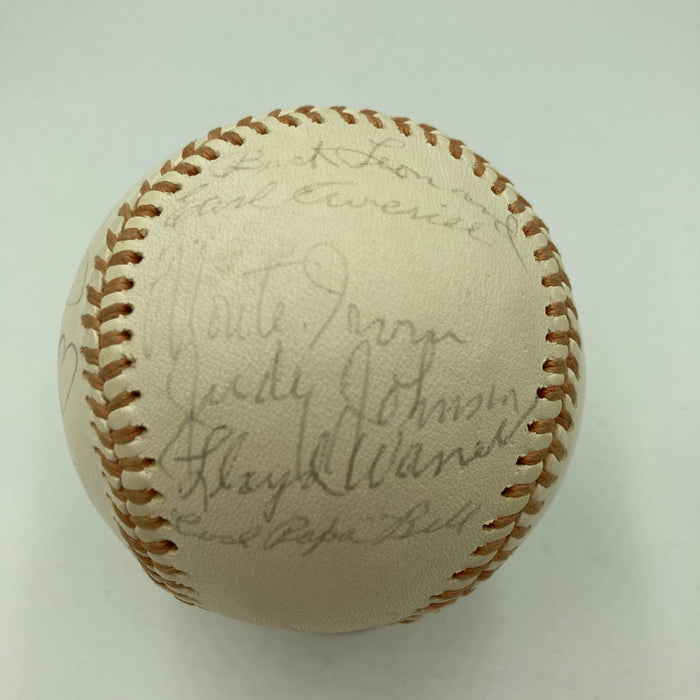 Buck Leonard
Earl Averill
Monte Irvin
Judy Johnson
Lloyd Waner
Cool Papa Bell